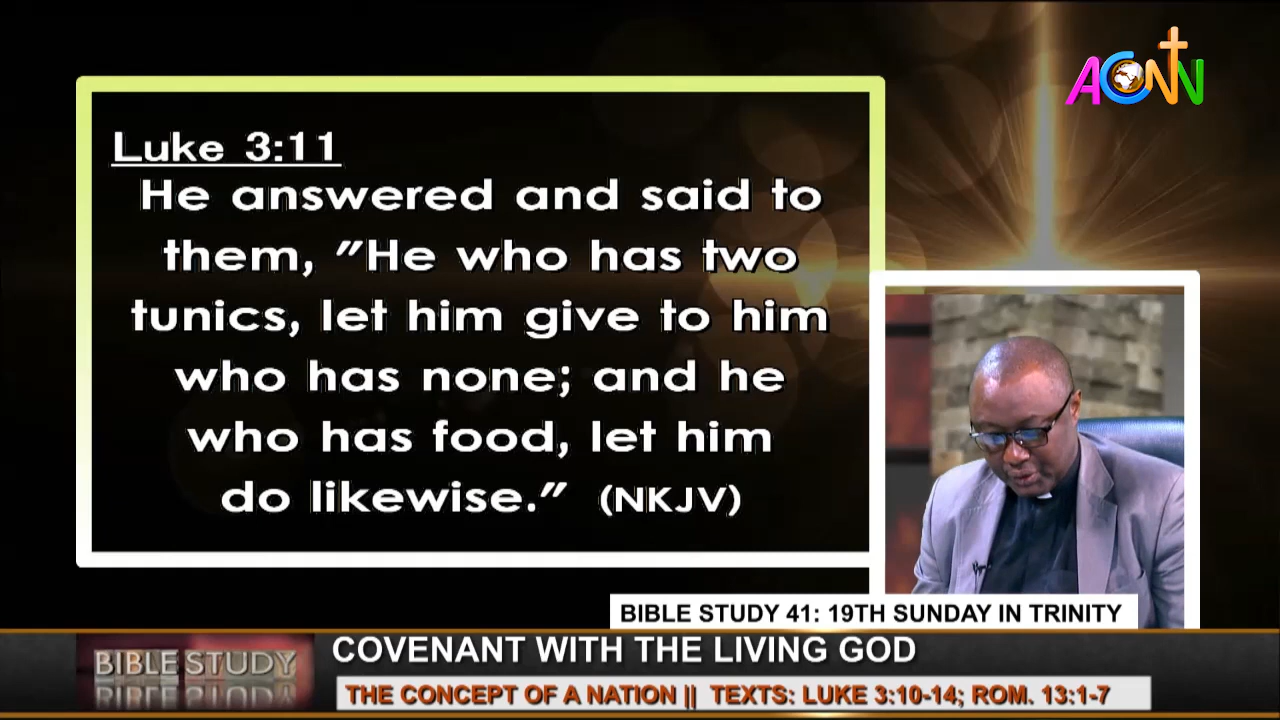 ACNN
Luke 3:11
He answered and said to
them, "He who has two
tunics, let him give to him
who has none; and he
who has food, let him
do likewise." (NKJV)
BIBLE STUDY 41: 19TH SUNDAY IN TRINITY
BIBLE STUDY
COVENANT WITH THE LIVING GOD
THE CONCEPT OF A NATION || TEXTS: LUKE 3:10-14; ROM. 13:1-7